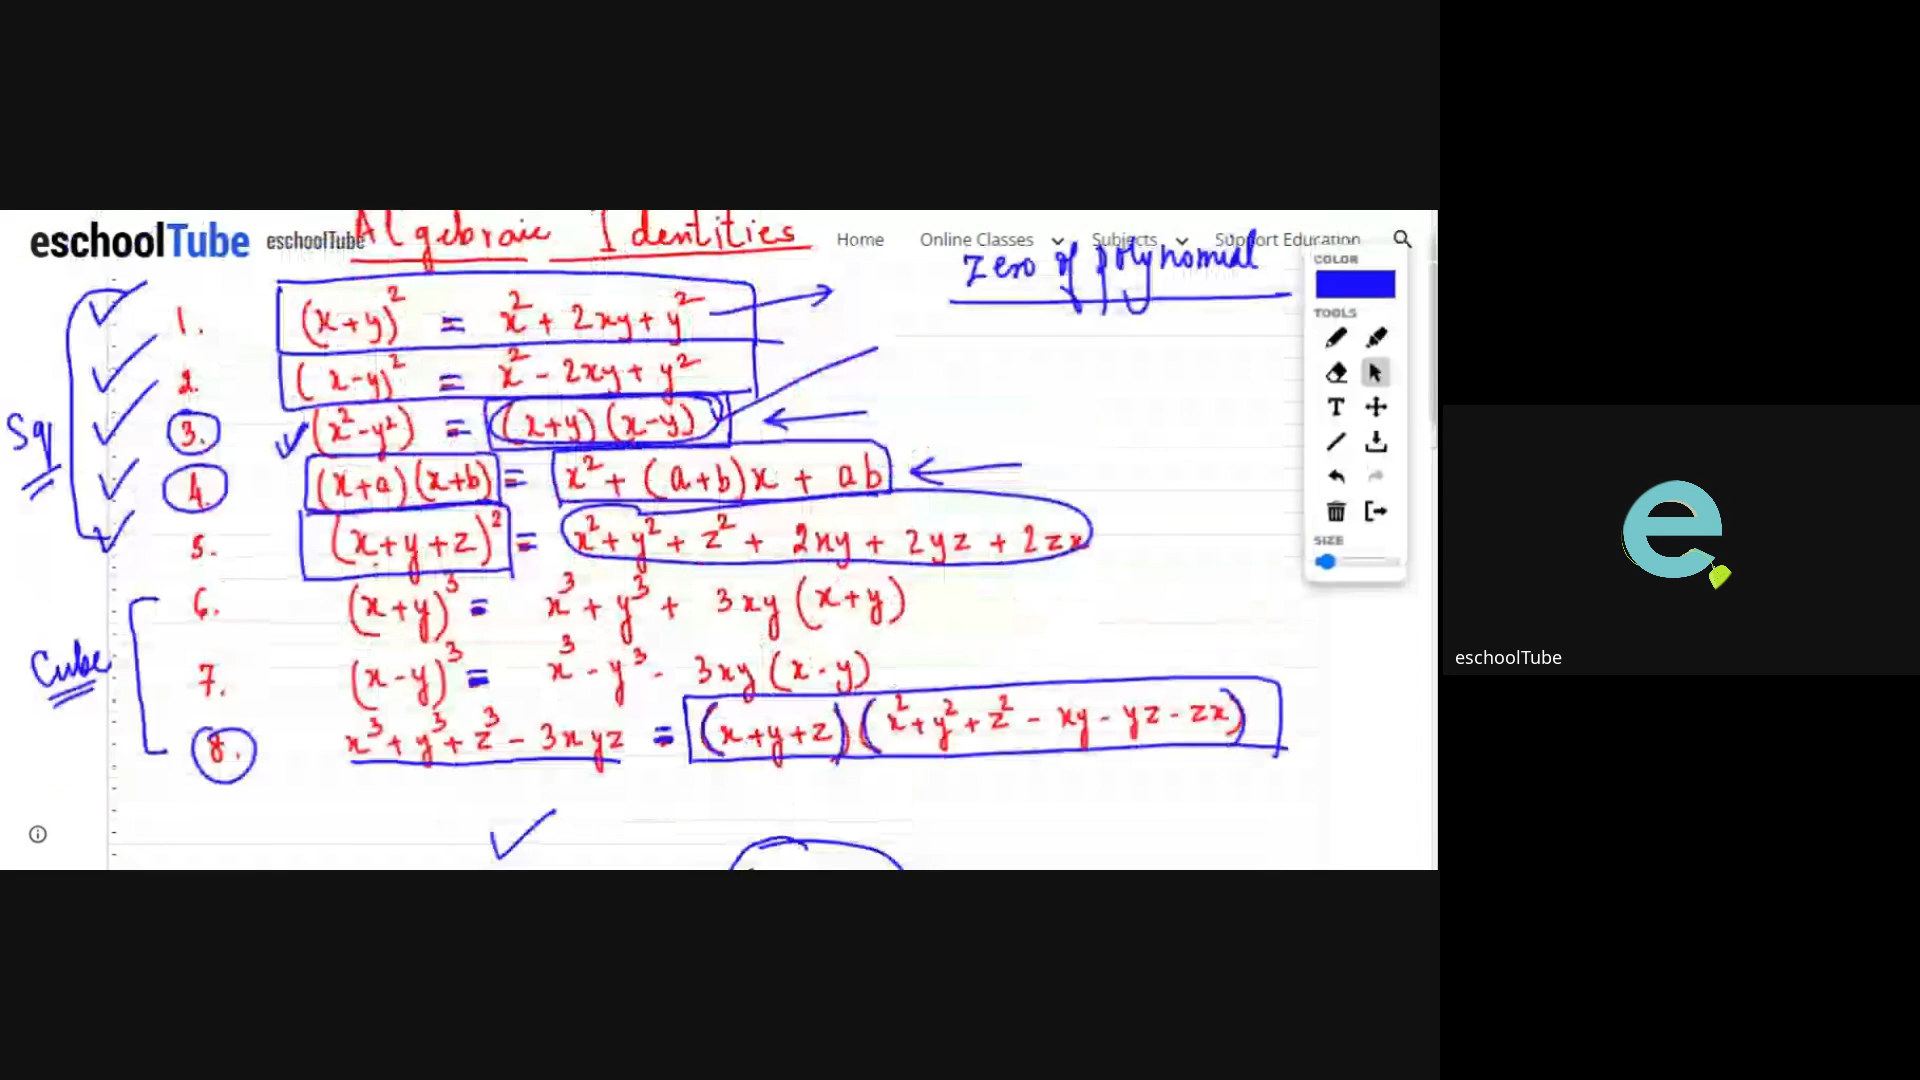 eschoolTube eschoolTube Algebraic Identities Home Online Classes Subjects Support Education
Zero of polynomial
COLOR
TOOLS
T
SIZE
Sq
1. (x+y)² = x² + 2xy + y²
2. (x-y)² = x² - 2xy + y²
3. (x²-y²) = (x+y)(x-y)
4. (x+a)(x+b) = x² + (a+b)x + ab
5. (x+y+z)² = x² + y² + z² + 2xy + 2yz + 2zx
Cube
6. (x+y)³ = x³ + y³ + 3xy(x+y)
7. (x-y)³ = x³ - y³ - 3xy(x-y)
8. x³ + y³ + z³ - 3xyz = (x+y+z)(x²+y²+z² - xy - yz - zx)
e
eschoolTube